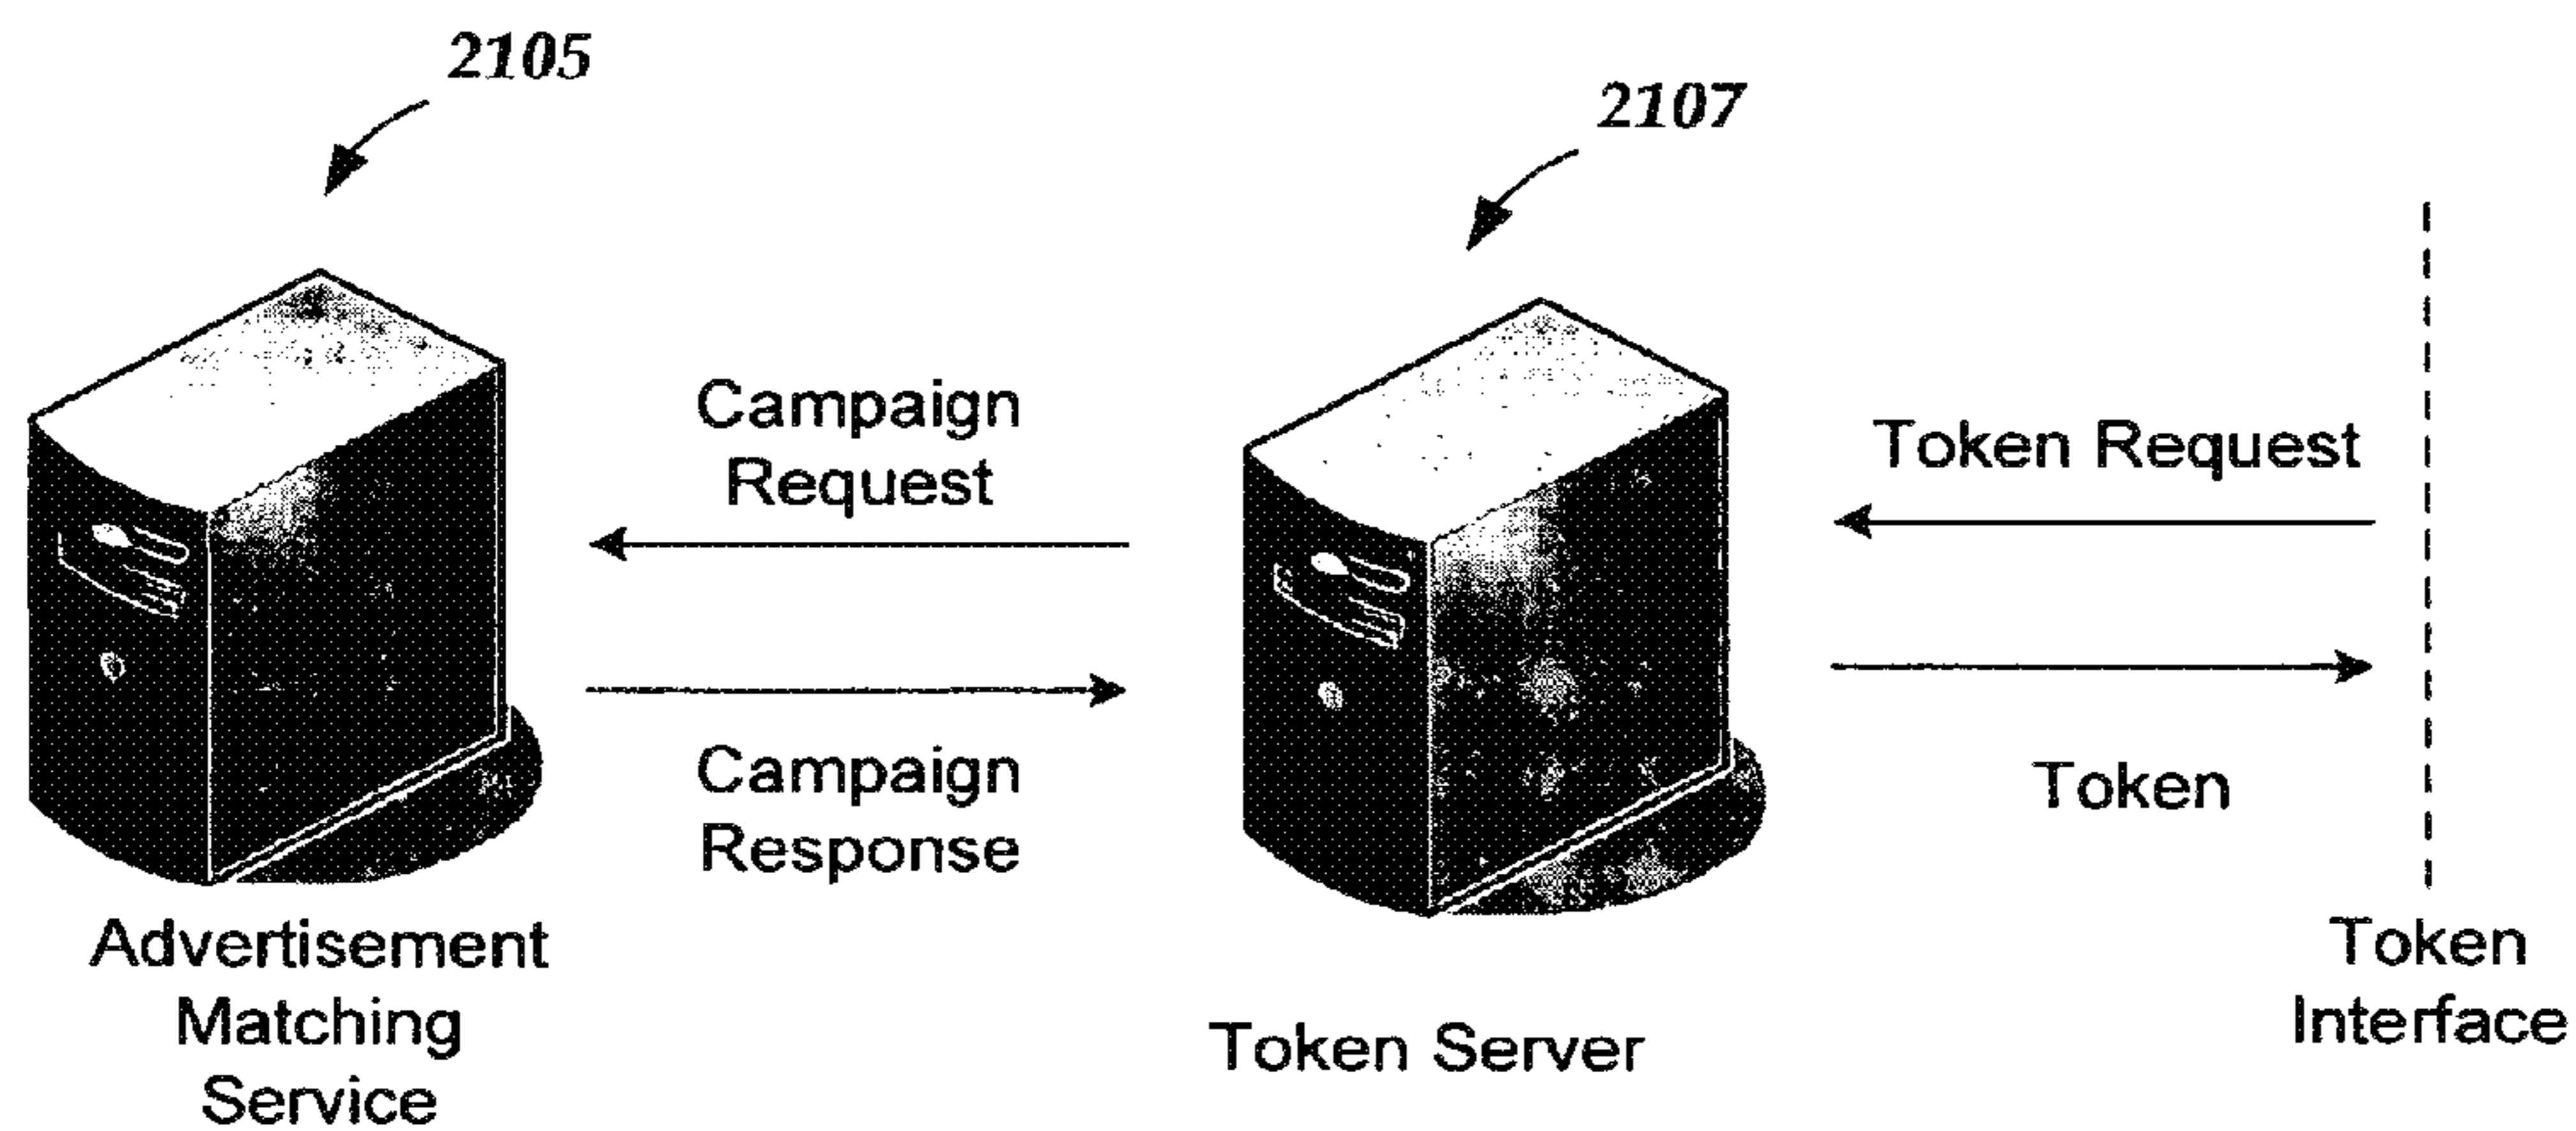 2105
2107
Campaign
Request
Token Request
Campaign
Response
Token
Advertisement
Matching
Service
Token Server
Token
Interface